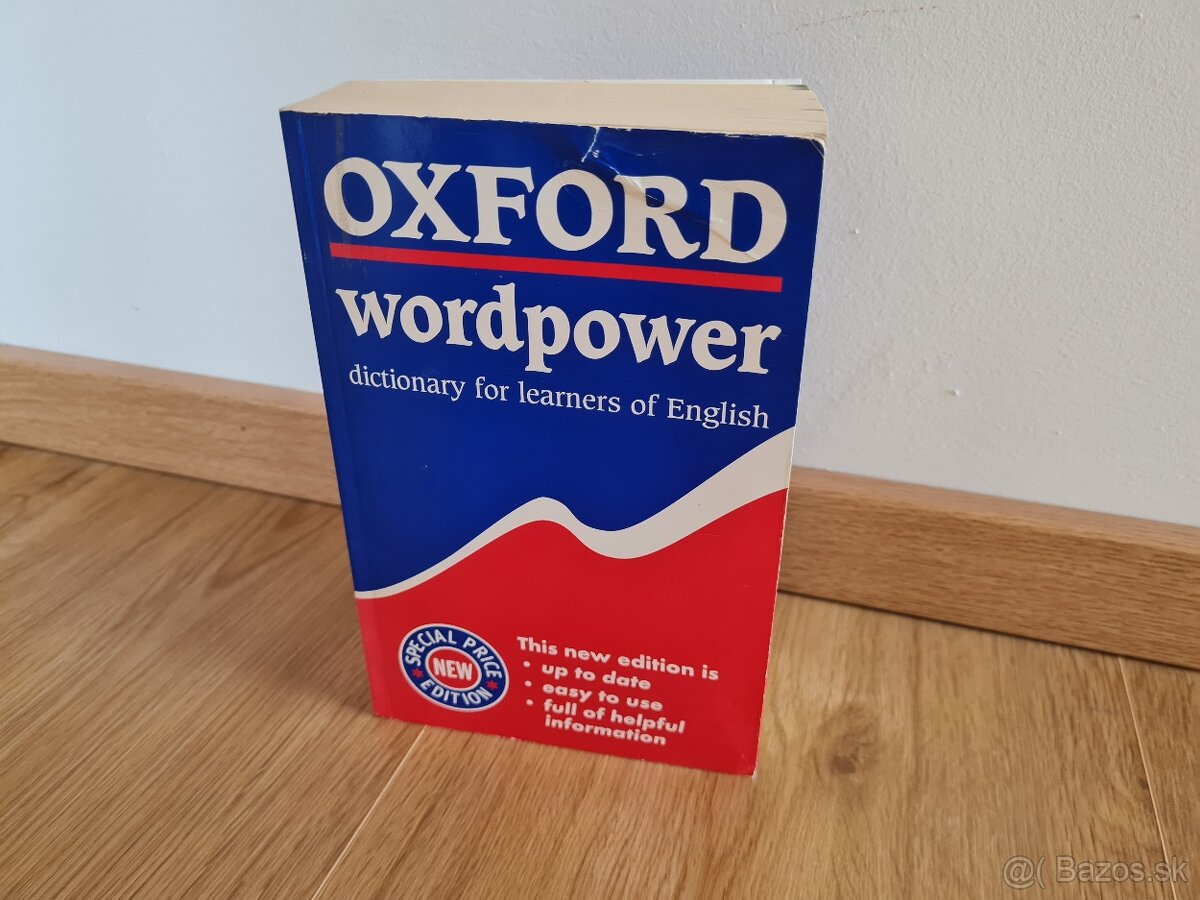 OXFORD
wordpower
dictionary for learners of English
SPECIAL PRICE
NEW
EDITION
This new edition is
• up to date
• easy to use
• full of helpful
information
@( Bazos.sk